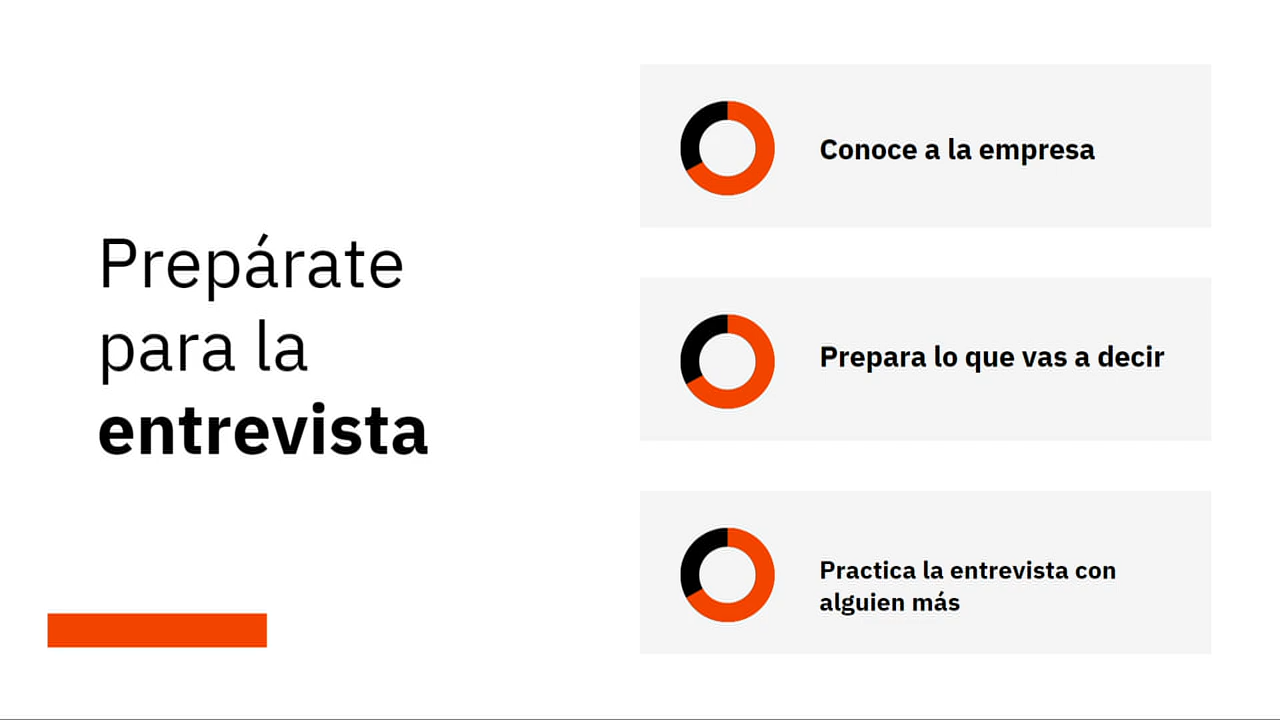 Prepárate
para la
entrevista
Conoce a la empresa
Prepara lo que vas a decir
Practica la entrevista con
alguien más